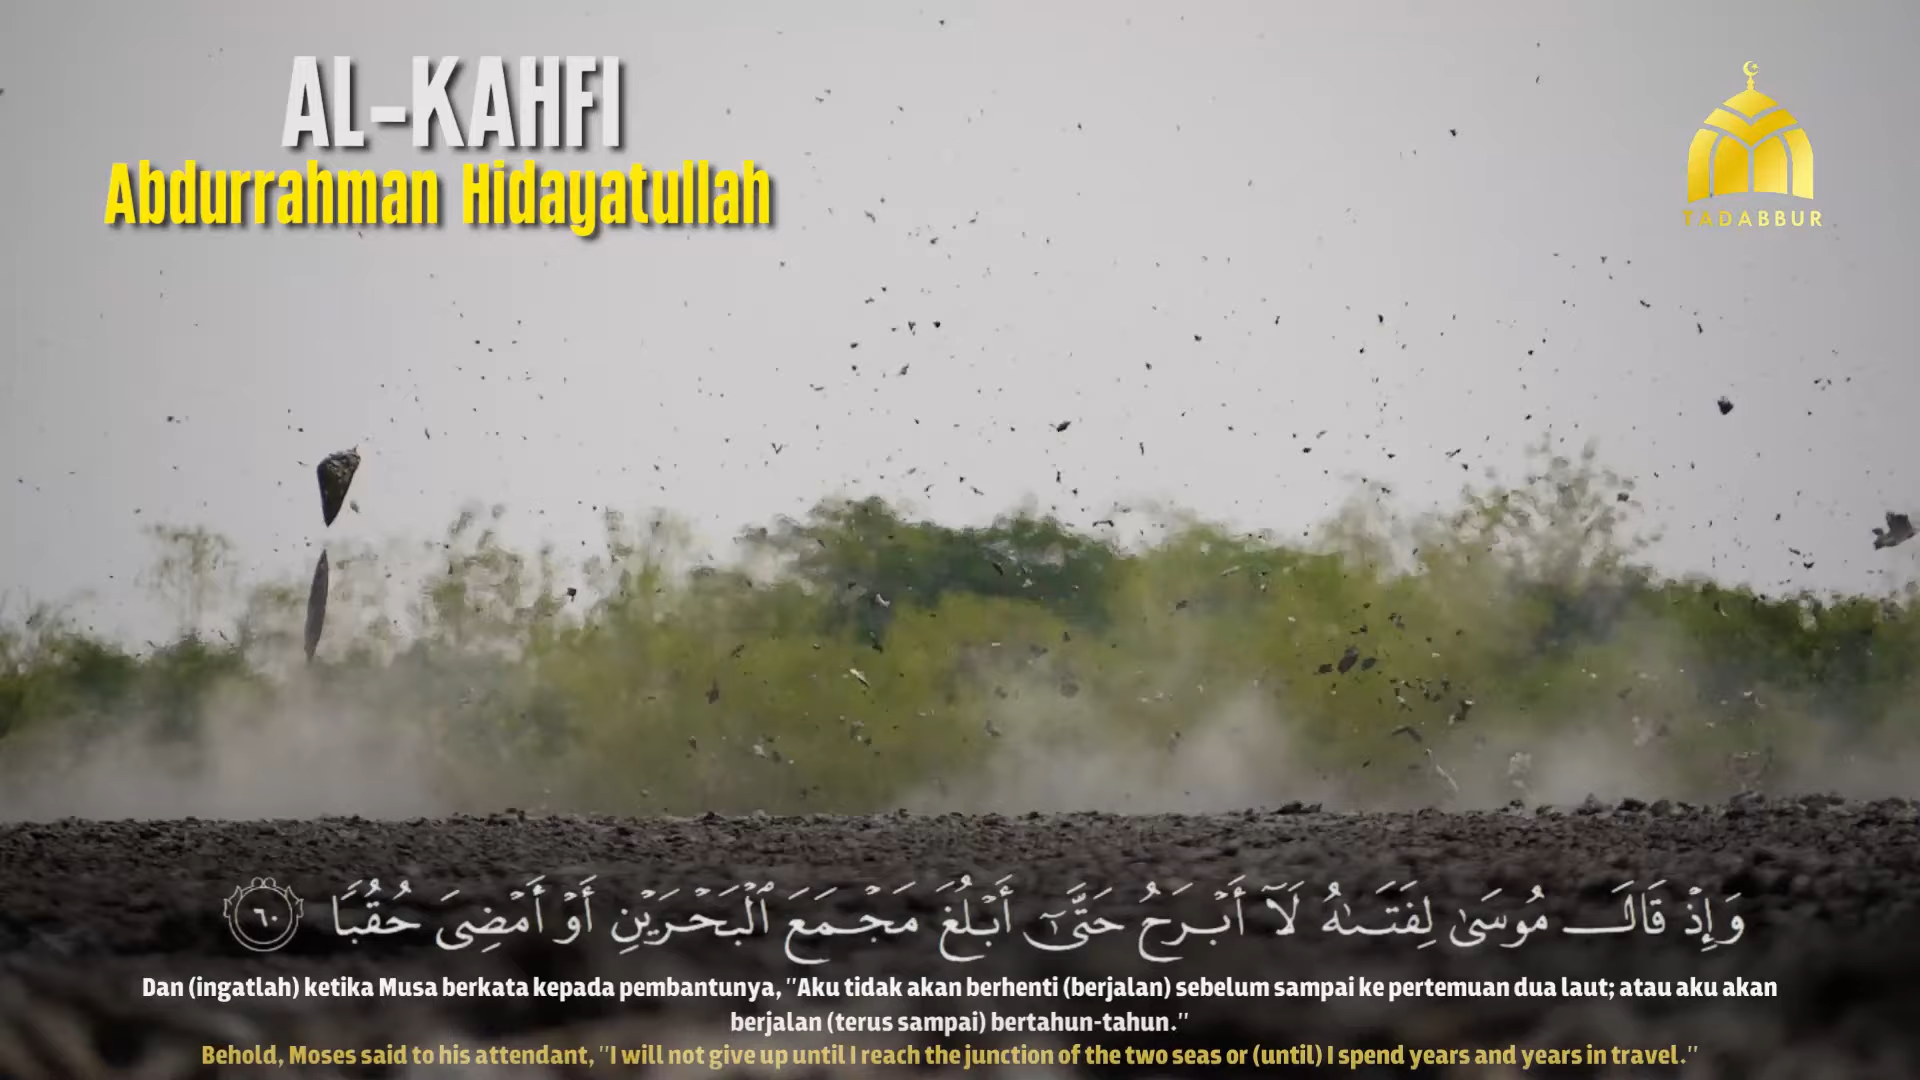 AL-KAHFI
Abdurrahman Hidayatullah
TADABBUR
وَإِذْ قَالَ مُوسَىٰ لِفَتَىٰهُ لَآ أَبْرَحُ حَتَّىٰٓ أَبْلُغَ مَجْمَعَ ٱلْبَحْرَيْنِ أَوْ أَمْضِىَ حُقُبًا ٦٠
Dan (ingatlah) ketika Musa berkata kepada pembantunya, "Aku tidak akan berhenti (berjalan) sebelum sampai ke pertemuan dua laut; atau aku akan
berjalan (terus sampai) bertahun-tahun."
Behold, Moses said to his attendant, "I will not give up until I reach the junction of the two seas or (until) I spend years and years in travel."